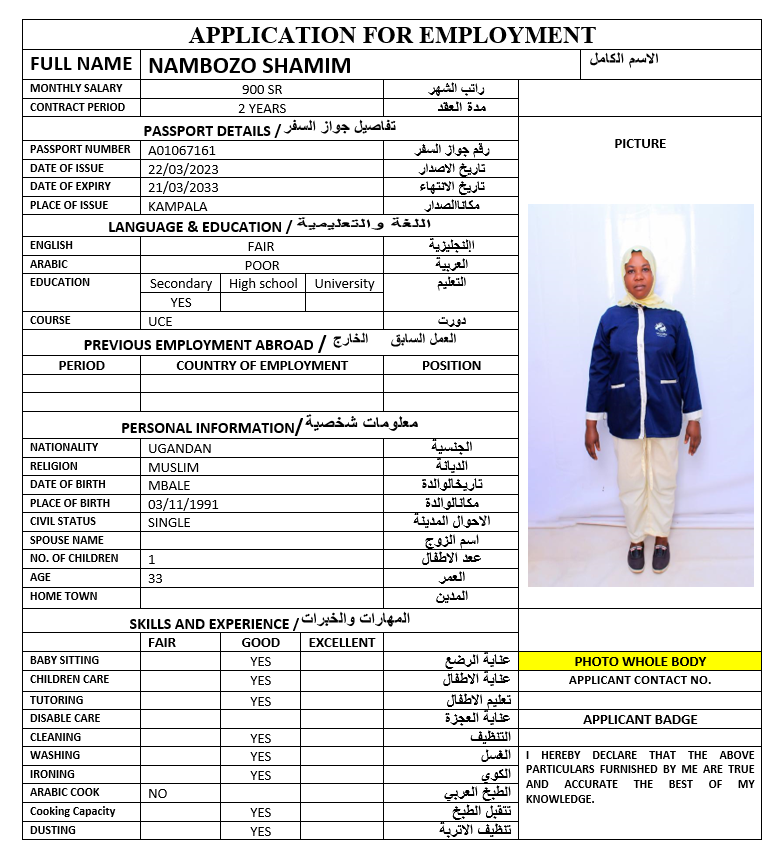 APPLICATION FOR EMPLOYMENT
FULL NAME NAMBOZO SHAMIM الاسم الكامل
MONTHLY SALARY 900 SR راتب الشهر
CONTRACT PERIOD 2 YEARS مدة العقد
PASSPORT DETAILS / تفاصيل جواز السفر
PICTURE
PASSPORT NUMBER A01067161 رقم جواز السفر
DATE OF ISSUE 22/03/2023 تاريخ الاصدار
DATE OF EXPIRY 21/03/2033 تاريخ الانتهاء
PLACE OF ISSUE KAMPALA مكاناالصدار
LANGUAGE & EDUCATION / اللغة والتعليمية
ENGLISH FAIR اإلنجليزية
ARABIC POOR العربية
EDUCATION Secondary High school University التعليم
YES
COURSE UCE دورت
PREVIOUS EMPLOYMENT ABROAD / العمل السابق الخارج
PERIOD COUNTRY OF EMPLOYMENT POSITION
PERSONAL INFORMATION/ معلومات شخصية
NATIONALITY UGANDAN الجنسية
RELIGION MUSLIM الديانة
DATE OF BIRTH MBALE تاريخالوالدة
PLACE OF BIRTH 03/11/1991 مكانالوالدة
CIVIL STATUS SINGLE الاحوال المدينة
SPOUSE NAME اسم الزوج
NO. OF CHILDREN 1 عدد الاطفال
AGE 33 العمر
HOME TOWN المدين
SKILLS AND EXPERIENCE / المهارات والخبرات
FAIR GOOD EXCELLENT
BABY SITTING YES عناية الرضع
PHOTO WHOLE BODY
CHILDREN CARE YES عناية الاطفال
APPLICANT CONTACT NO.
TUTORING YES تعليم الاطفال
DISABLE CARE عناية العجزة
APPLICANT BADGE
CLEANING YES التنظيف
WASHING YES الغسل
IRONING YES الكوي
ARABIC COOK NO الطبخ العربي
Cooking Capacity YES تتقبل الطبخ
DUSTING YES تنظيف الاتربة
I HEREBY DECLARE THAT THE ABOVE
PARTICULARS FURNISHED BY ME ARE TRUE
AND ACCURATE THE BEST OF MY
KNOWLEDGE.